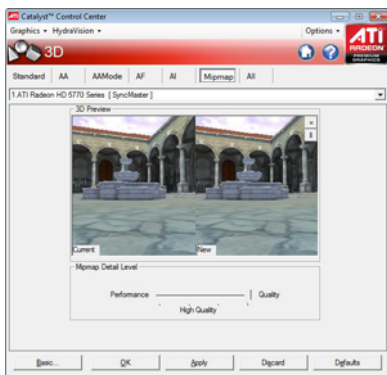 Catalyst™ Control Center
Graphics HydraVision Options
3D
ATI
RADEON
PREMIUM
GRAPHICS
Standard AA AAMode AF AI Mipmap All
1.ATI Radeon HD 5770 Series [ SyncMaster ]
3D Preview
Current New
Mipmap Detail Level
Performance Quality
High Quality
Basic... OK Apply Discard Defaults